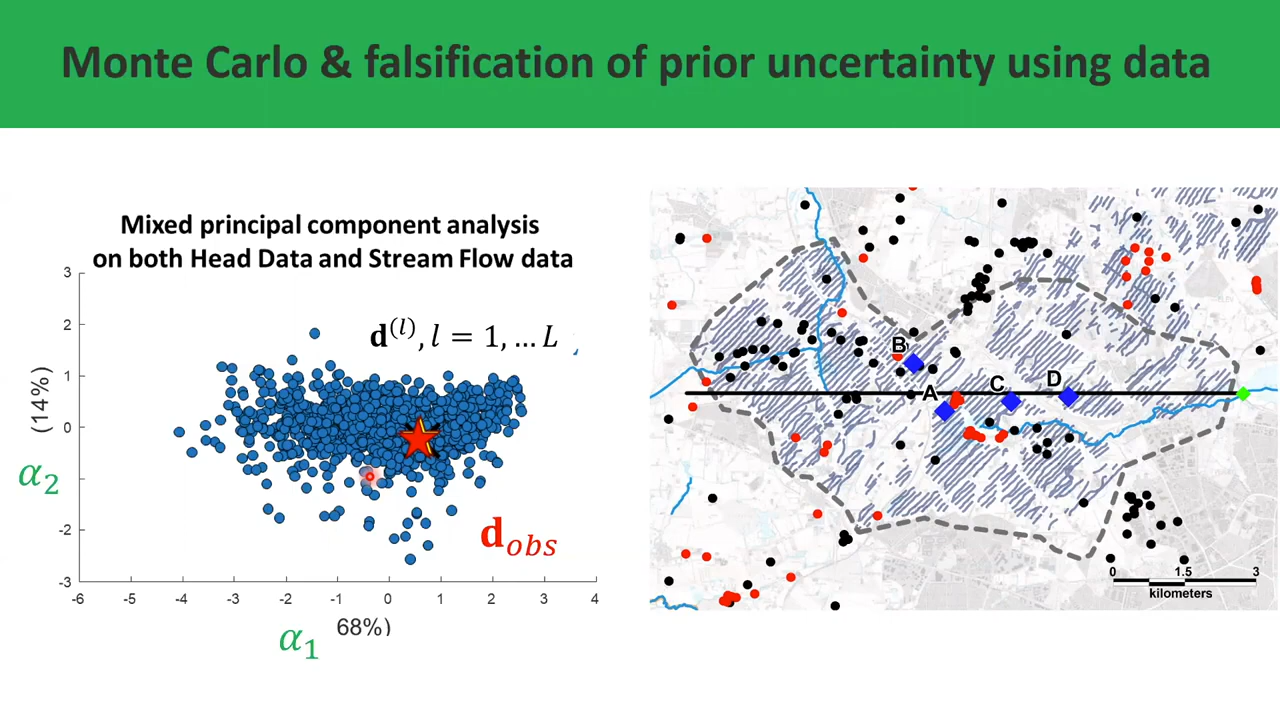 Monte Carlo & falsification of prior uncertainty using data
Mixed principal component analysis
on both Head Data and Stream Flow data
3
2
1
0
-2
-3
(14%)
α2
d(l), l = 1, … L
dobs
-6 -5 -4 -3 -2 -1 0 1 2 3 4
α1 68%)
B
A
C
D
0 1.5 3
kilometers